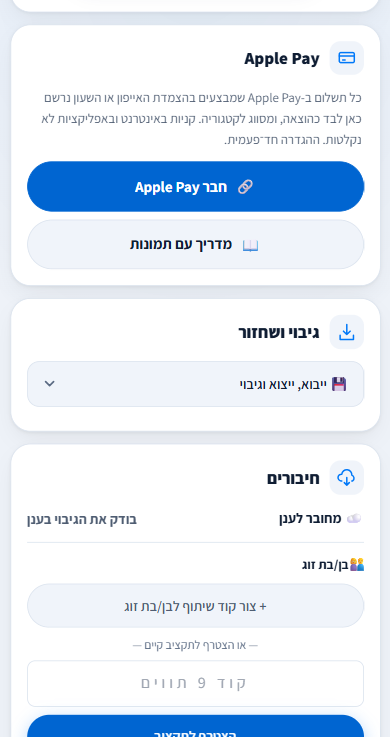 Apple Pay
כל תשלום ב-Apple Pay שמבצעים בהצמדת האייפון או השעון נרשם
כאן לבד כהוצאה, ומסווג לקטגוריה. קניות באינטרנט ובאפליקציות לא
נקלטות. ההגדרה חד־פעמית.
🔗 חבר Apple Pay
📖 מדריך עם תמונות
גיבוי ושחזור
💾 ייבוא, ייצוא וגיבוי
חיבורים
☁️ מחובר לענן
בודק את הגיבוי בענן
👫בן/בת זוג
+ צור קוד שיתוף לבן/בת זוג
— או הצטרף לתקציב קיים —
קוד 9 תווים
הצטרף לתקציב